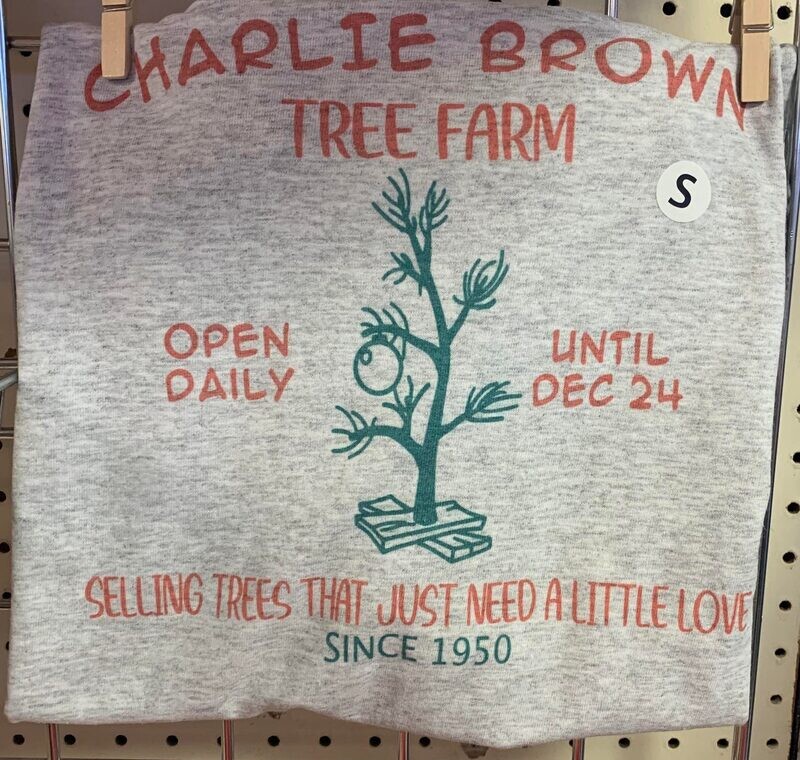 CHARLIE BROWN
TREE FARM
S
OPEN
DAILY
UNTIL
DEC 24
SELLING TREES THAT JUST NEED A LITTLE LOVE
SINCE 1950